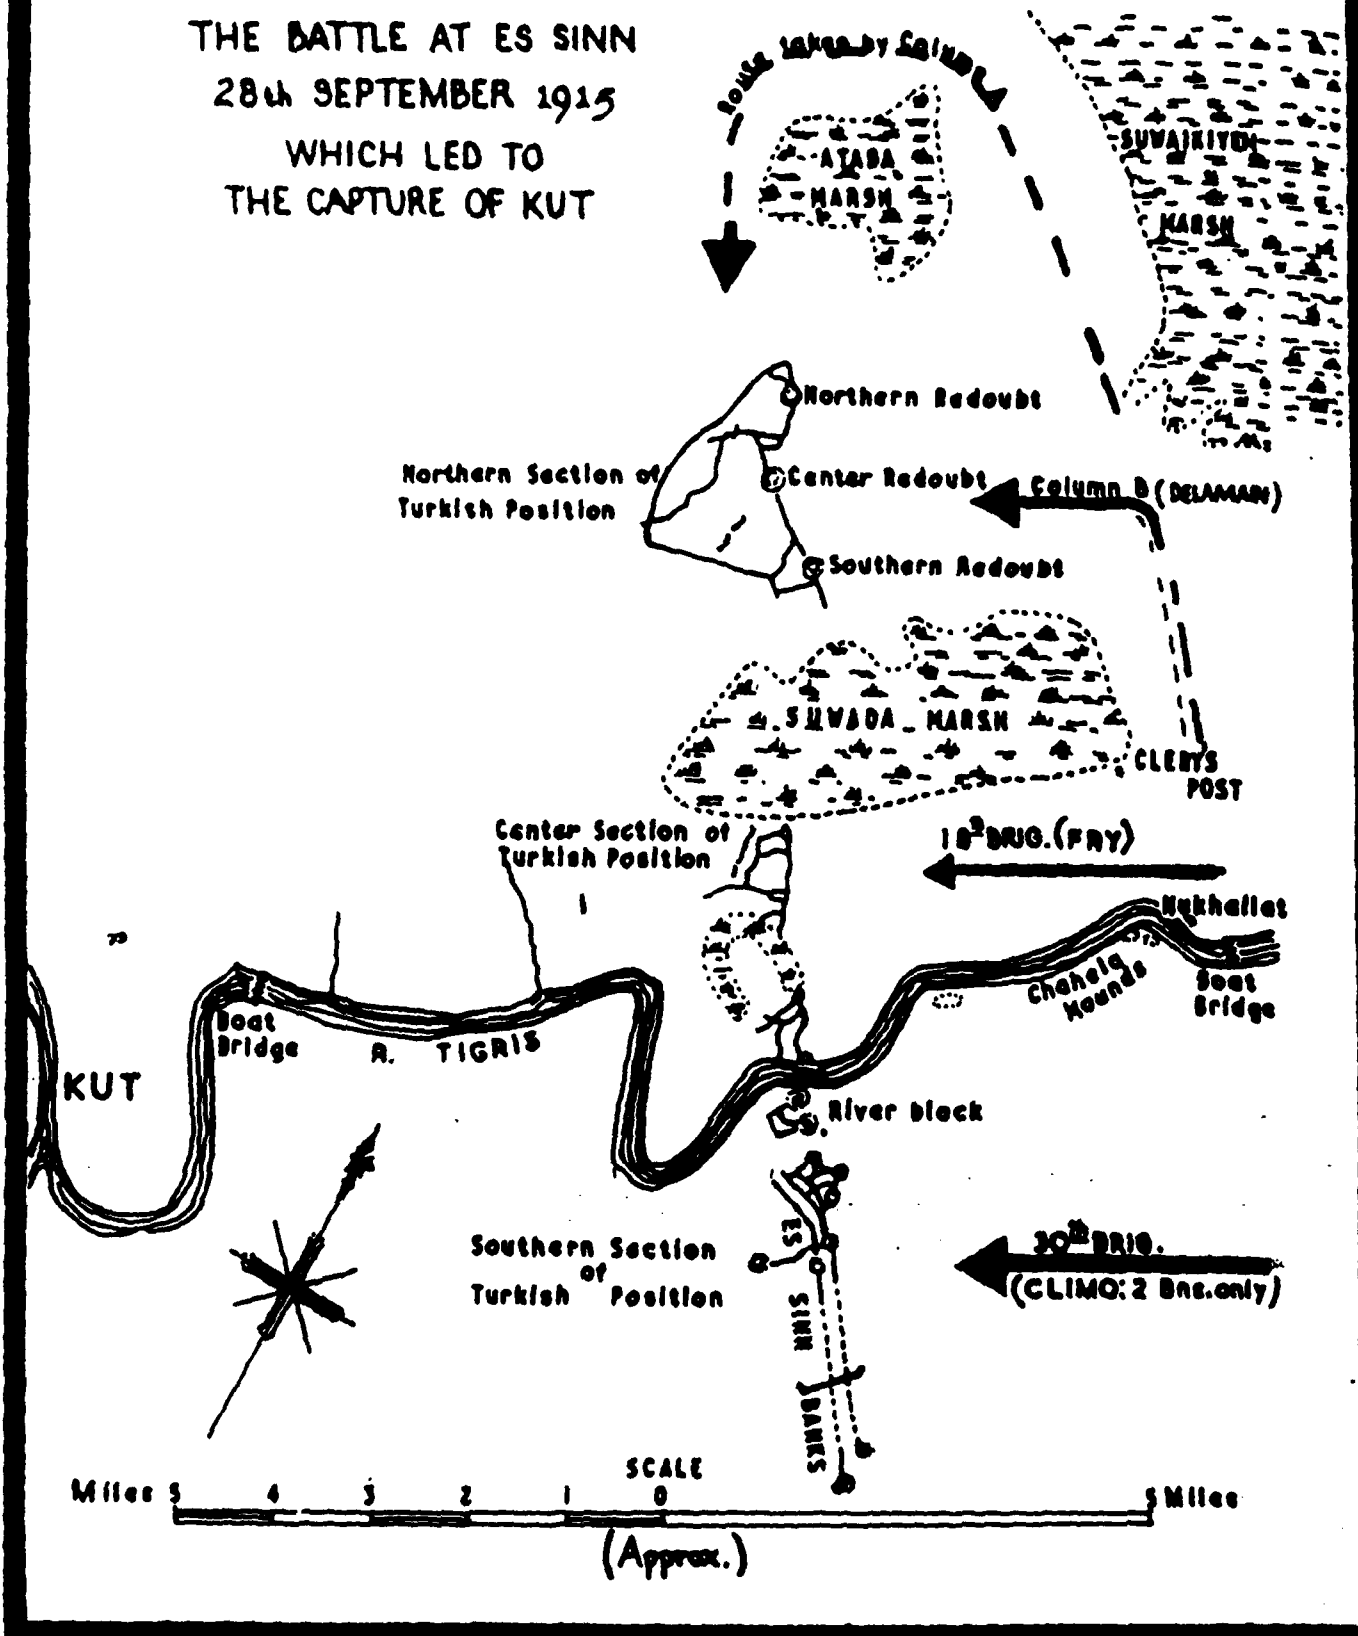 THE BATTLE AT ES SINN
28th SEPTEMBER 1915
WHICH LED TO
THE CAPTURE OF KUT
Route taken by Column A
ATABA
MARSH
SUWAIKIYEH
MARSH
Northern Redoubt
Northern Section of
Turkish Position
Center Redoubt
Column B (DELAMAIN)
Southern Redoubt
SUWADA MARSH
CLERYS
POST
Center Section of
Turkish Position
18th BRIG. (FRY)
Nukhailat
Chahela
Mounds
Boat
Bridge
Boat
Bridge
R. TIGRIS
KUT
River block
ES SINN BANKS
Southern Section
of
Turkish Position
30th BRIG.
(CLIMO: 2 Bns. only)
SCALE
Miles 5 4 3 2 1 0 5 Miles
(Approx.)